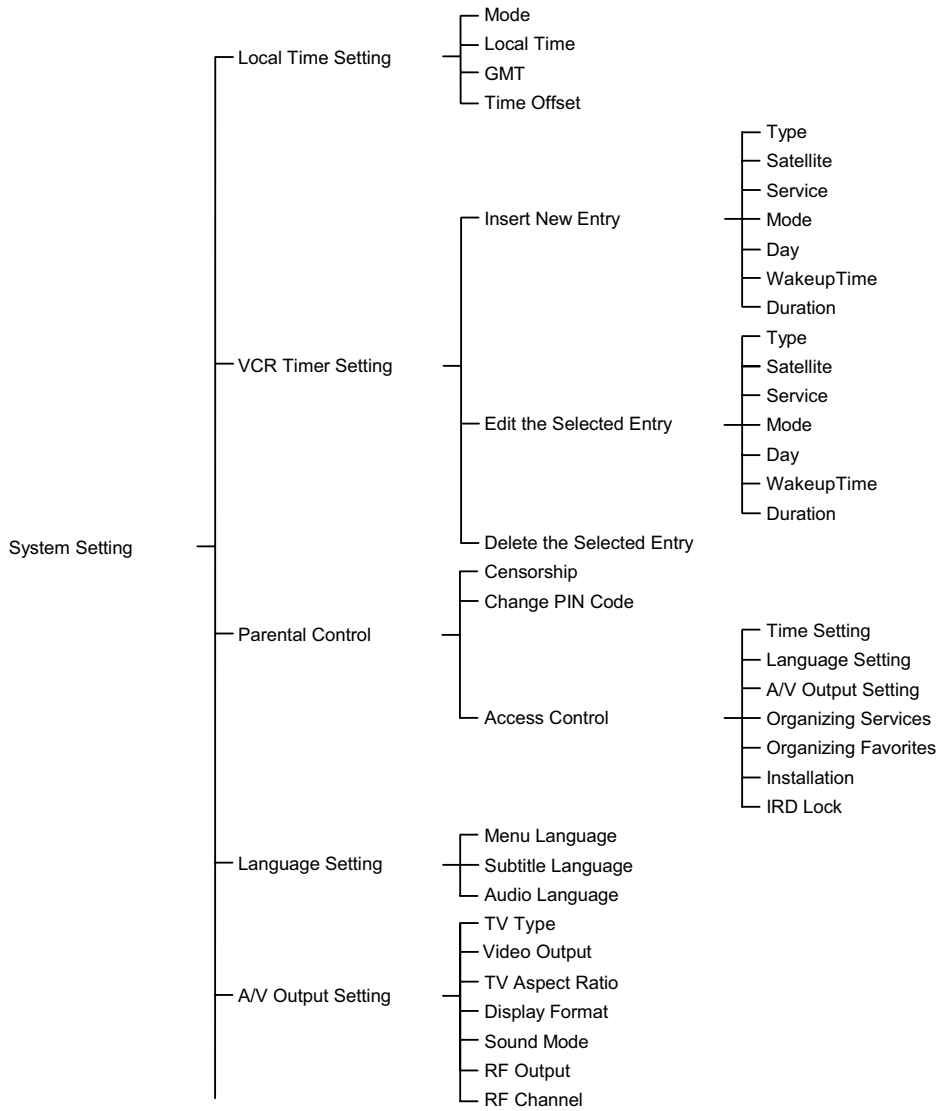 System Setting
Local Time Setting
Mode
Local Time
GMT
Time Offset
VCR Timer Setting
Insert New Entry
Type
Satellite
Service
Mode
Day
WakeupTime
Duration
Edit the Selected Entry
Type
Satellite
Service
Mode
Day
WakeupTime
Duration
Delete the Selected Entry
Parental Control
Censorship
Change PIN Code
Access Control
Time Setting
Language Setting
A/V Output Setting
Organizing Services
Organizing Favorites
Installation
IRD Lock
Language Setting
Menu Language
Subtitle Language
Audio Language
A/V Output Setting
TV Type
Video Output
TV Aspect Ratio
Display Format
Sound Mode
RF Output
RF Channel